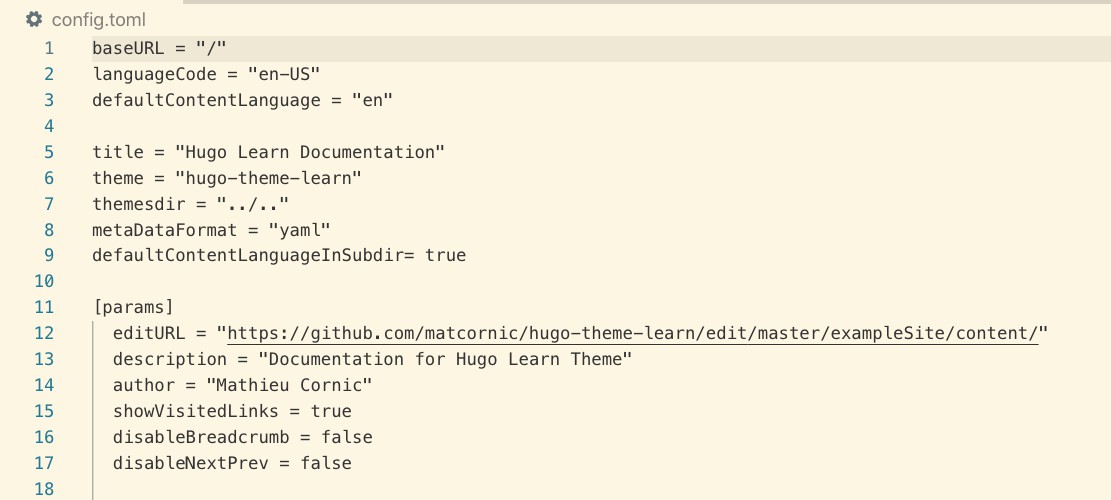 config.toml
1 baseURL = "/"
2 languageCode = "en-US"
3 defaultContentLanguage = "en"
4
5 title = "Hugo Learn Documentation"
6 theme = "hugo-theme-learn"
7 themesdir = "../.."
8 metaDataFormat = "yaml"
9 defaultContentLanguageInSubdir= true
10
11 [params]
12   editURL = "https://github.com/matcornic/hugo-theme-learn/edit/master/exampleSite/content/"
13   description = "Documentation for Hugo Learn Theme"
14   author = "Mathieu Cornic"
15   showVisitedLinks = true
16   disableBreadcrumb = false
17   disableNextPrev = false
18